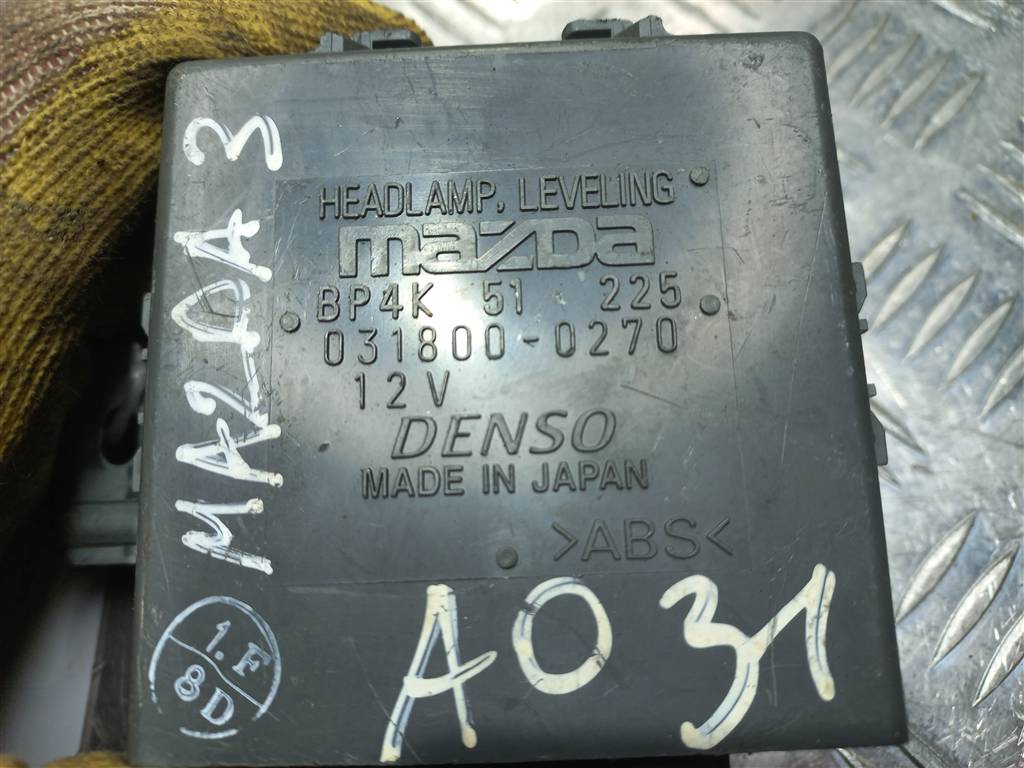 HEADLAMP, LEVELING
mazda
BP4K 51 225
031800-0270
12V
DENSO
MADE IN JAPAN
>ABS<
MAZDA 3
1.F
8D
A031